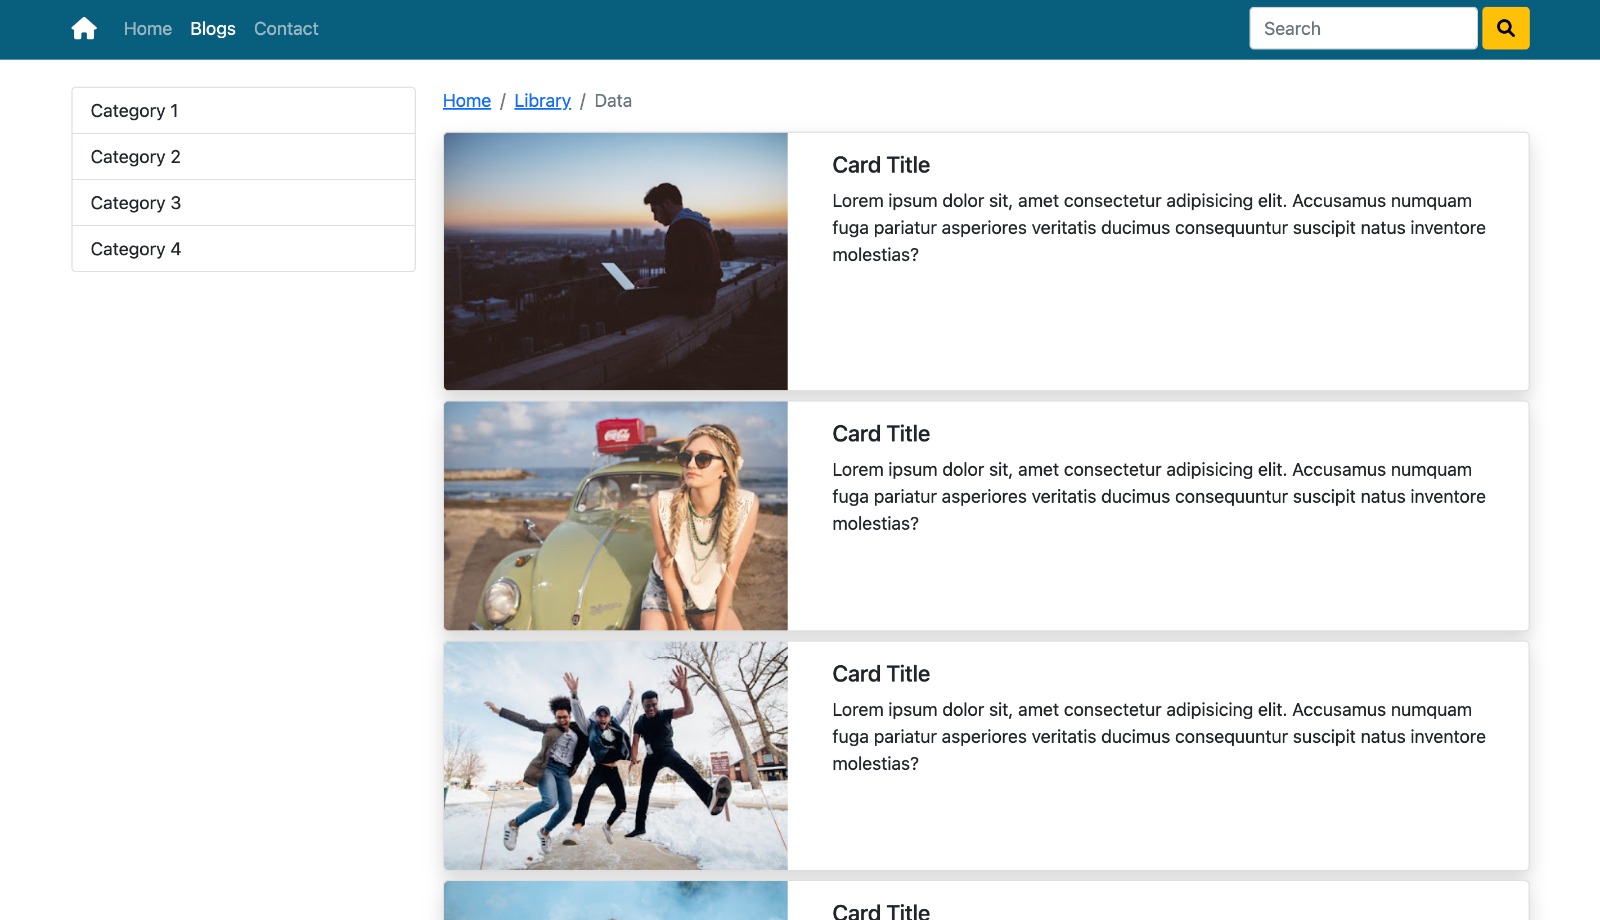 Home Blogs Contact Search
Category 1
Category 2
Category 3
Category 4
Home / Library / Data
Card Title
Lorem ipsum dolor sit, amet consectetur adipisicing elit. Accusamus numquam
fuga pariatur asperiores veritatis ducimus consequuntur suscipit natus inventore
molestias?
Coca-Cola
Card Title
Lorem ipsum dolor sit, amet consectetur adipisicing elit. Accusamus numquam
fuga pariatur asperiores veritatis ducimus consequuntur suscipit natus inventore
molestias?
Card Title
Lorem ipsum dolor sit, amet consectetur adipisicing elit. Accusamus numquam
fuga pariatur asperiores veritatis ducimus consequuntur suscipit natus inventore
molestias?
Card Title